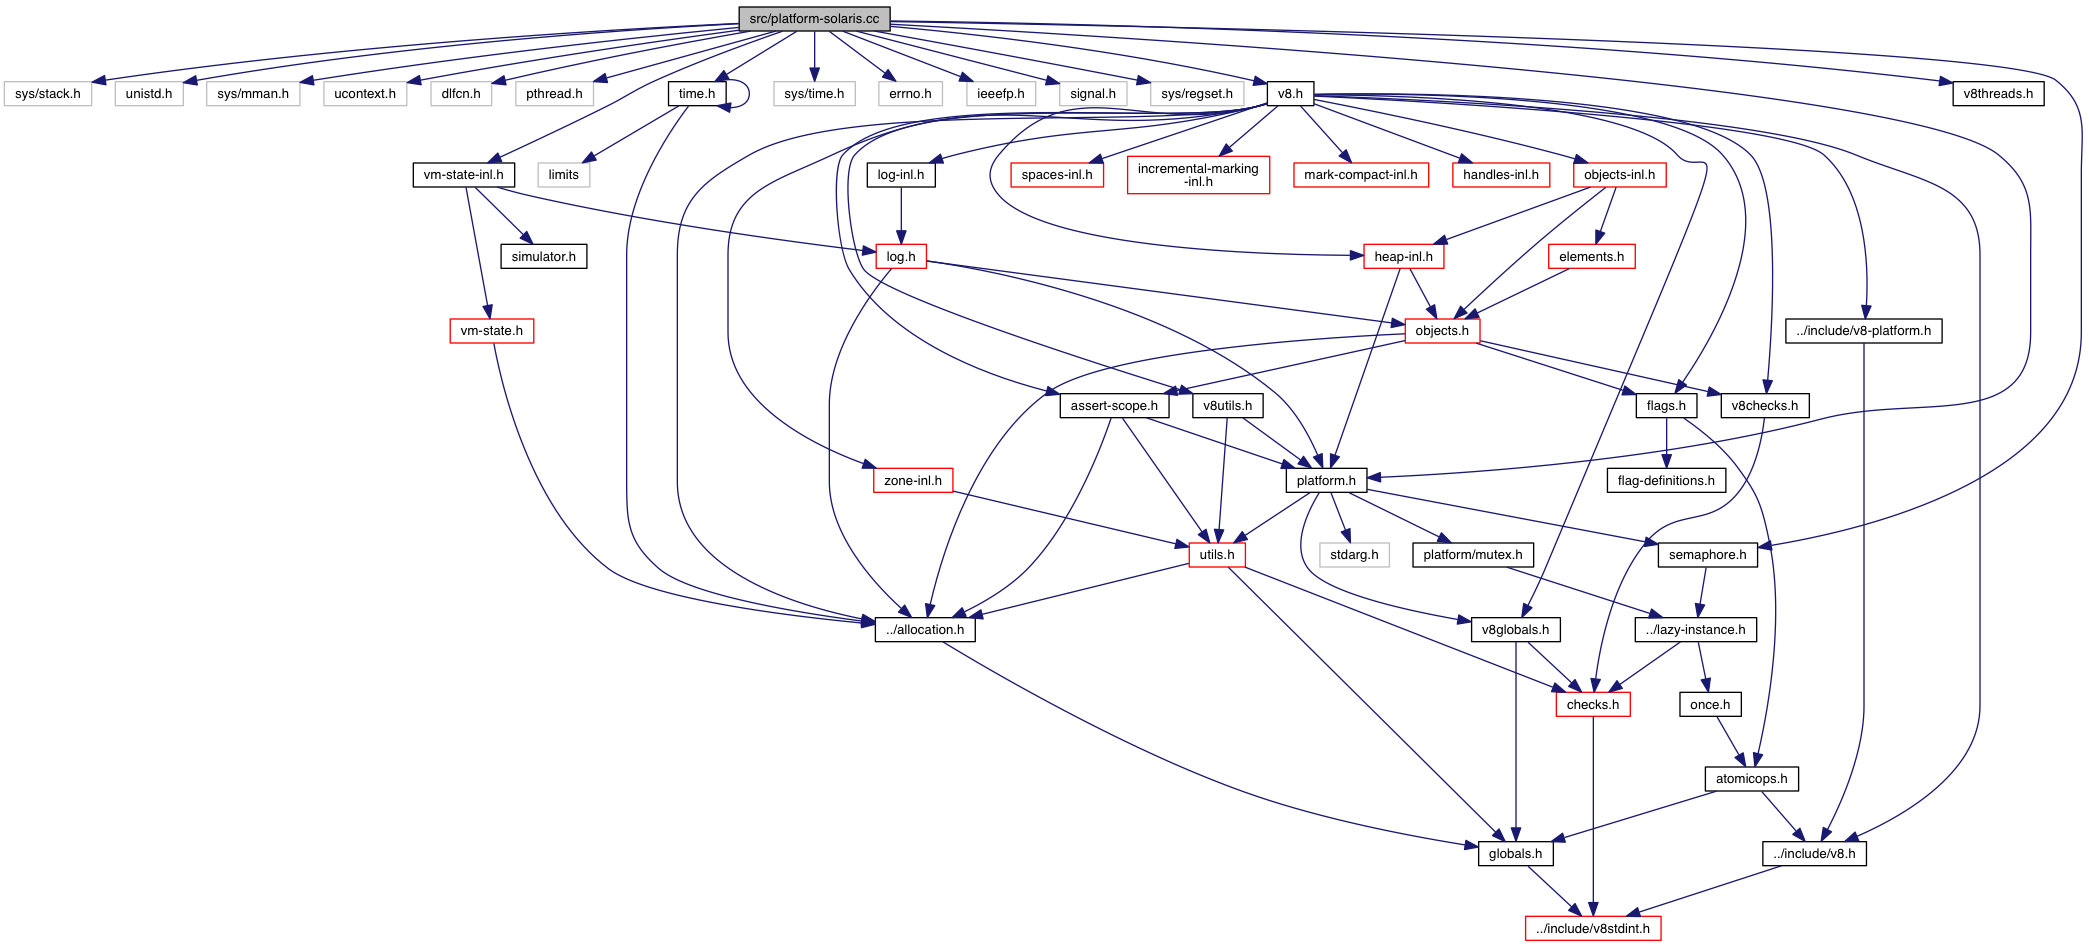 src/platform-solaris.cc
sys/stack.h
unistd.h
sys/mman.h
ucontext.h
dlfcn.h
pthread.h
time.h
sys/time.h
errno.h
ieeefp.h
signal.h
sys/regset.h
v8.h
v8threads.h
vm-state-inl.h
limits
log-inl.h
spaces-inl.h
incremental-marking
-inl.h
mark-compact-inl.h
handles-inl.h
objects-inl.h
simulator.h
log.h
heap-inl.h
elements.h
vm-state.h
objects.h
../include/v8-platform.h
assert-scope.h
v8utils.h
flags.h
v8checks.h
zone-inl.h
platform.h
flag-definitions.h
utils.h
stdarg.h
platform/mutex.h
semaphore.h
../allocation.h
v8globals.h
../lazy-instance.h
checks.h
once.h
atomicops.h
globals.h
../include/v8.h
../include/v8stdint.h